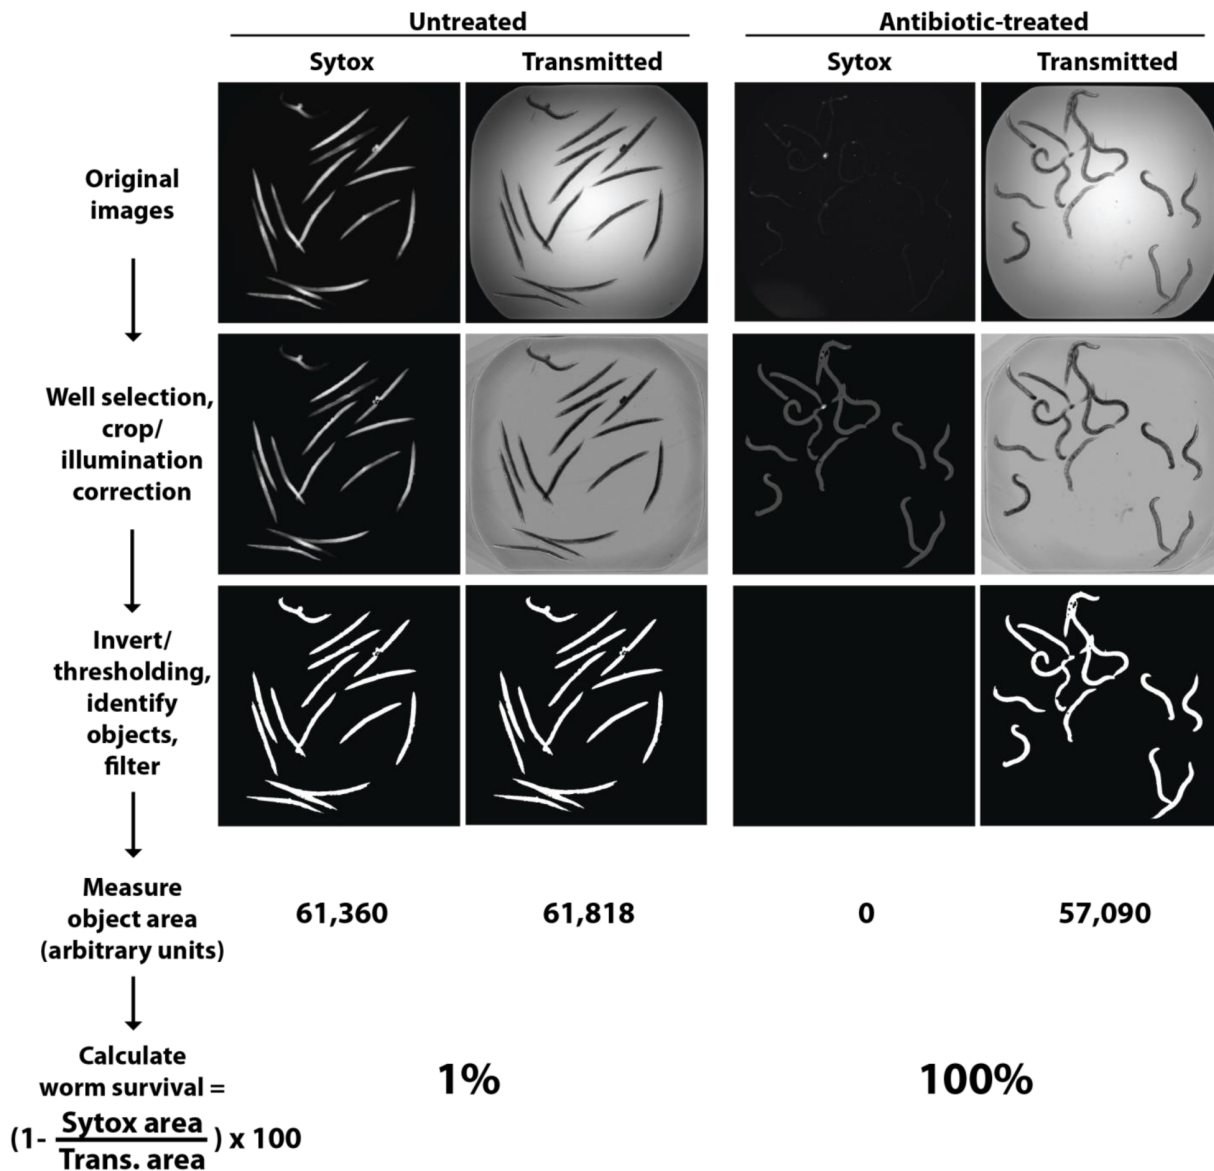 Untreated
Antibiotic-treated
Sytox
Transmitted
Sytox
Transmitted
Original
images
Well selection,
crop/
illumination
correction
Invert/
thresholding,
identify
objects,
filter
Measure
object area
(arbitrary units)
61,360
61,818
0
57,090
Calculate
worm survival =
(1- Sytox area / Trans. area ) x 100
1%
100%